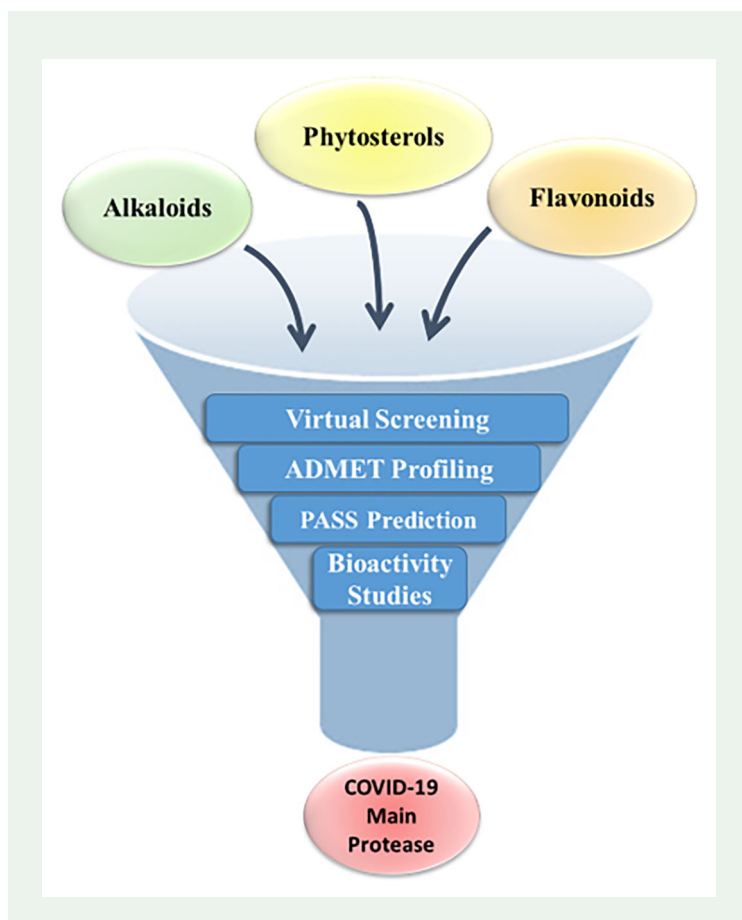 Phytosterols
Alkaloids
Flavonoids
Virtual Screening
ADMET Profiling
PASS Prediction
Bioactivity
Studies
COVID-19
Main
Protease